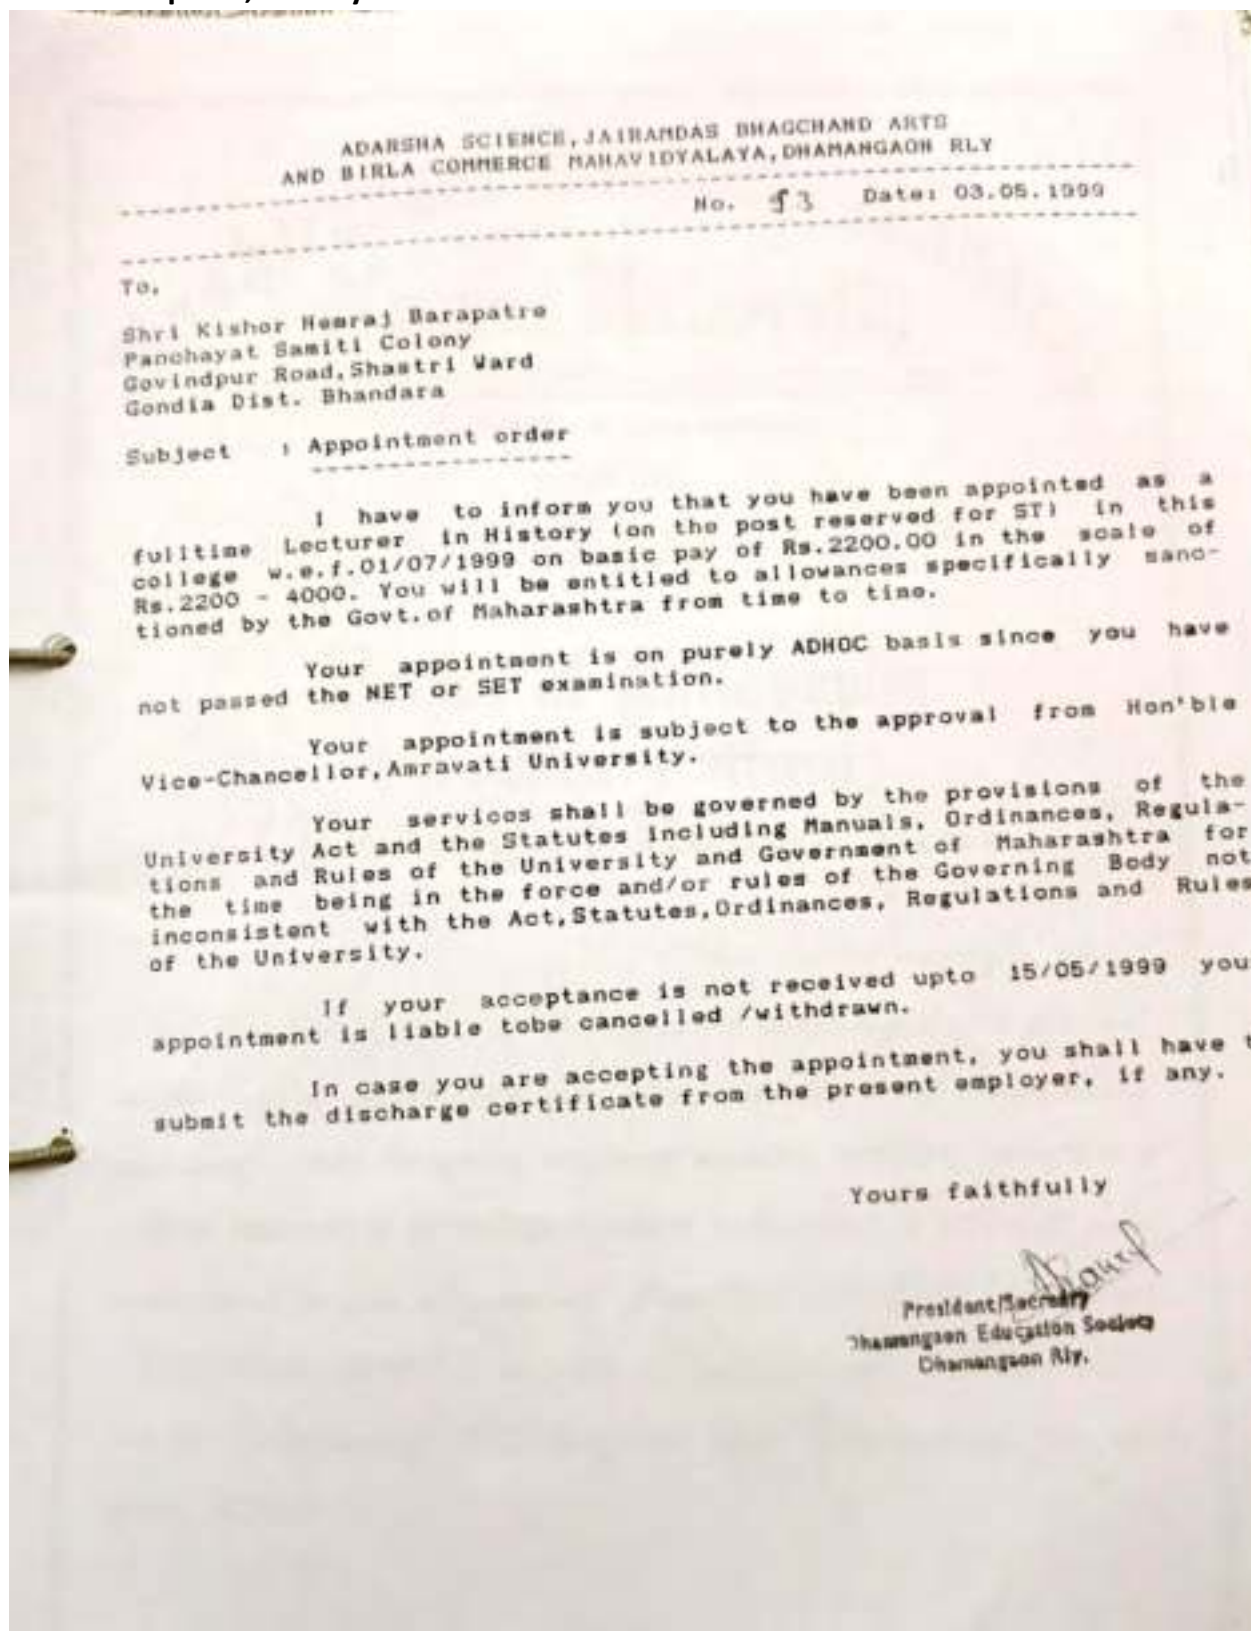 ADARSHA SCIENCE,JAIRAMDAS BHAGCHAND ARTS
AND BIRLA COMMERCE MAHAVIDYALAYA,DHAMANGAON RLY
No. 53 Date: 03.05.1999
To,
Shri Kishor Hemraj Barapatre
Panchayat Samiti Colony
Govindpur Road,Shastri Ward
Gondia Dist. Bhandara
Subject : Appointment order
I have to inform you that you have been appointed as a
fulltime Lecturer in History (on the post reserved for ST) in this
college w.e.f.01/07/1999 on basic pay of Rs.2200.00 in the scale of
Rs.2200 - 4000. You will be entitled to allowances specifically sanc-
tioned by the Govt.of Maharashtra from time to time.
Your appointment is on purely ADHOC basis since you have
not passed the NET or SET examination.
Your appointment is subject to the approval from Hon'ble
Vice-Chancellor,Amravati University.
Your services shall be governed by the provisions of the
University Act and the Statutes including Manuals, Ordinances, Regula-
tions and Rules of the University and Government of Maharashtra for
the time being in the force and/or rules of the Governing Body not
inconsistent with the Act,Statutes,Ordinances, Regulations and Rules
of the University.
If your acceptance is not received upto 15/05/1999 you
appointment is liable tobe cancelled /withdrawn.
In case you are accepting the appointment, you shall have t
submit the discharge certificate from the present employer, if any.
Yours faithfully
President/Secretary
Dhamangaon Education Society
Dhamangaon Rly.